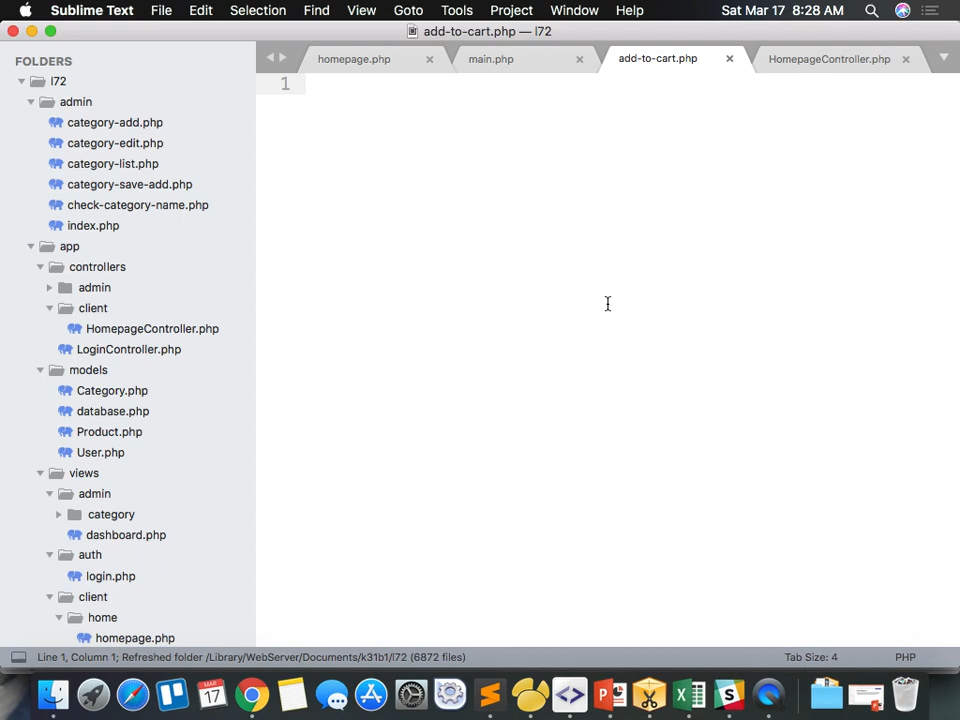 Sublime Text File Edit Selection Find View Goto Tools Project Window Help Sat Mar 17 8:28 AM
add-to-cart.php — l72
FOLDERS
homepage.php
main.php
add-to-cart.php
HomepageController.php
1
l72
admin
category-add.php
category-edit.php
category-list.php
category-save-add.php
check-category-name.php
index.php
app
controllers
admin
client
HomepageController.php
LoginController.php
models
Category.php
database.php
Product.php
User.php
views
admin
category
dashboard.php
auth
login.php
client
home
homepage.php
Line 1, Column 1; Refreshed folder /Library/WebServer/Documents/k31b1/l72 (6872 files) Tab Size: 4 PHP
MAR
17